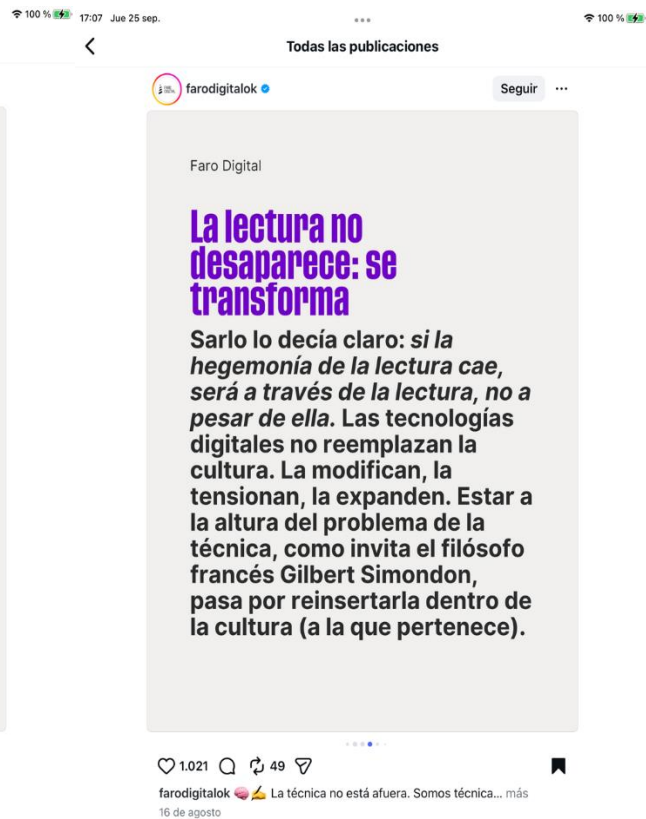 100 %
17:07 Jue 25 sep.
100 %
Todas las publicaciones
farodigitalok
Seguir
Faro Digital
La lectura no
desaparece: se
transforma
Sarlo lo decía claro: si la
hegemonía de la lectura cae,
será a través de la lectura, no a
pesar de ella. Las tecnologías
digitales no reemplazan la
cultura. La modifican, la
tensionan, la expanden. Estar a
la altura del problema de la
técnica, como invita el filósofo
francés Gilbert Simondon,
pasa por reinsertarla dentro de
la cultura (a la que pertenece).
1.021 49
farodigitalok 🧠✍️ La técnica no está afuera. Somos técnica... más
16 de agosto